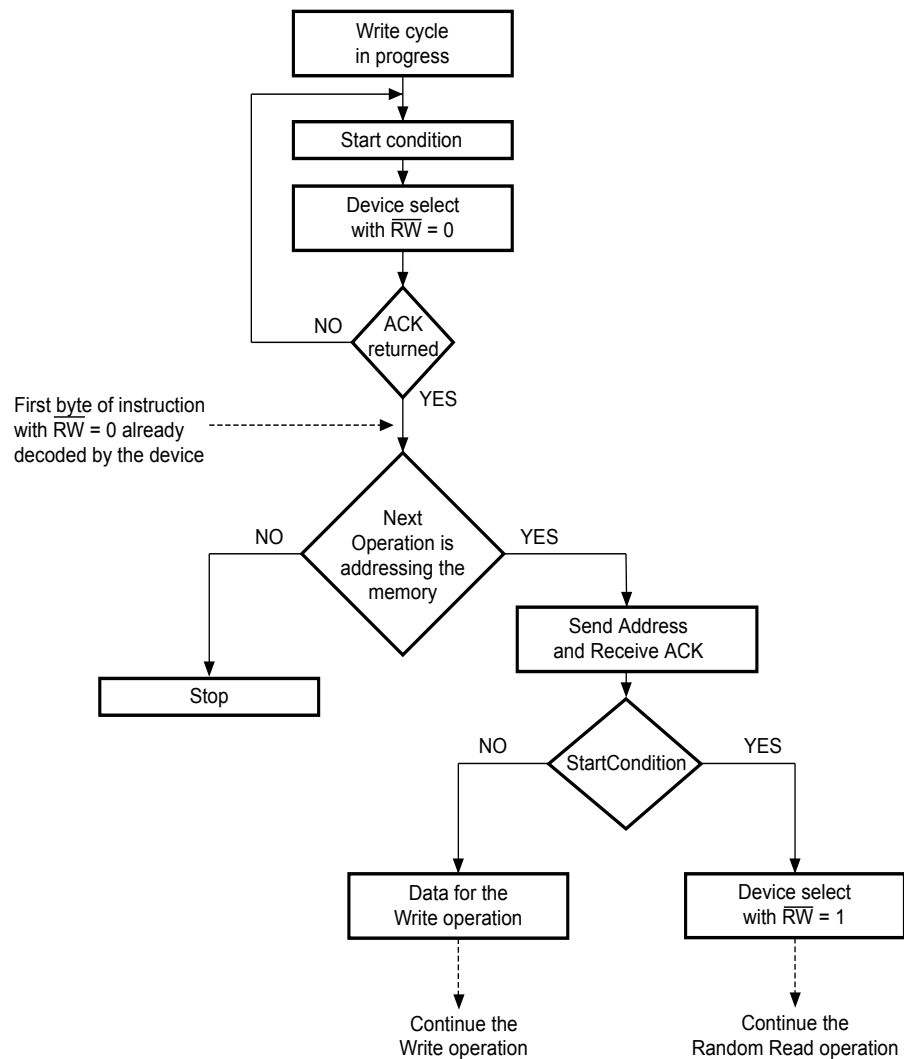 Write cycle
in progress
Start condition
Device select
with R̅W̅ = 0
ACK
returned
NO
YES
First byte of instruction
with R̅W̅ = 0 already
decoded by the device
Next
Operation is
addressing the
memory
NO
YES
Send Address
and Receive ACK
Stop
StartCondition
NO
YES
Data for the
Write operation
Device select
with R̅W̅ = 1
Continue the
Write operation
Continue the
Random Read operation